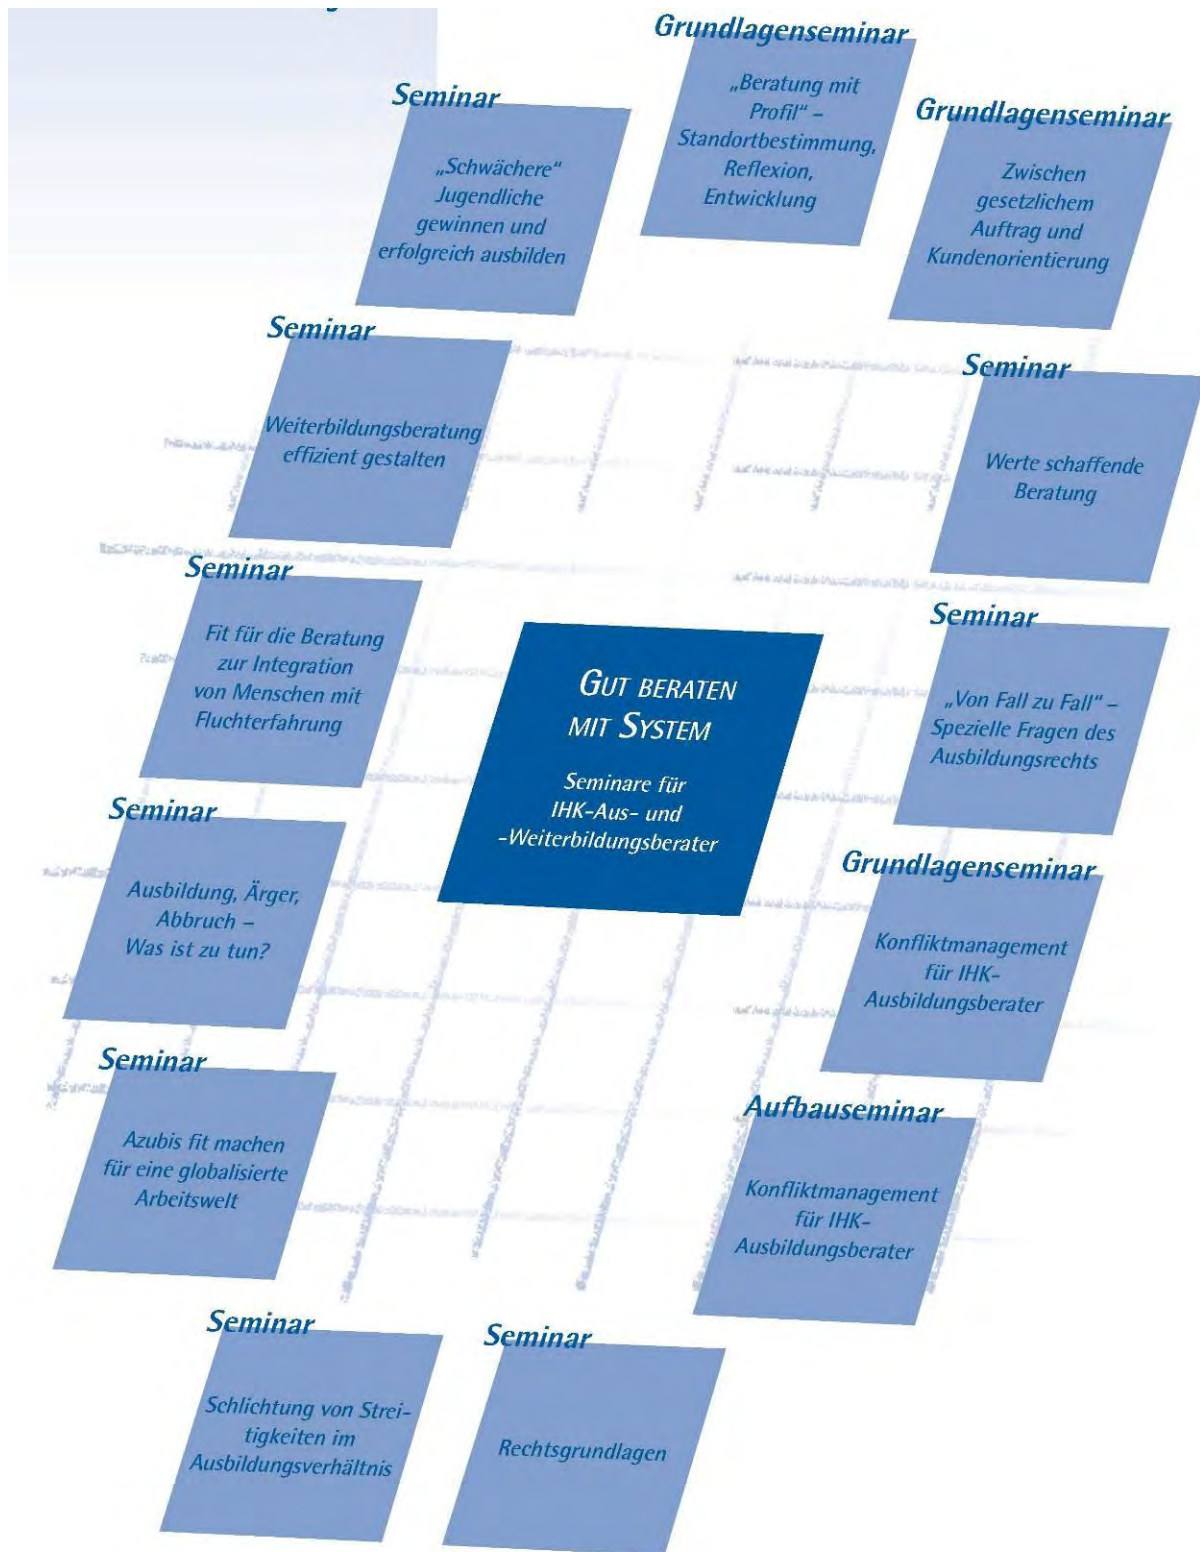 Grundlagenseminar
„Beratung mit
Profil“ –
Standortbestimmung,
Reflexion,
Entwicklung
Grundlagenseminar
Zwischen
gesetzlichem
Auftrag und
Kundenorientierung
Seminar
Werte schaffende
Beratung
Seminar
„Von Fall zu Fall“ –
Spezielle Fragen des
Ausbildungsrechts
Grundlagenseminar
Konfliktmanagement
für IHK-
Ausbildungsberater
Aufbauseminar
Konfliktmanagement
für IHK-
Ausbildungsberater
Seminar
Rechtsgrundlagen
Seminar
Schlichtung von Strei-
tigkeiten im
Ausbildungsverhältnis
Seminar
Azubis fit machen
für eine globalisierte
Arbeitswelt
Seminar
Ausbildung, Ärger,
Abbruch –
Was ist zu tun?
Seminar
Fit für die Beratung
zur Integration
von Menschen mit
Fluchterfahrung
Seminar
Weiterbildungsberatung
effizient gestalten
Seminar
„Schwächere“
Jugendliche
gewinnen und
erfolgreich ausbilden
GUT BERATEN
MIT SYSTEM
Seminare für
IHK-Aus- und
-Weiterbildungsberater